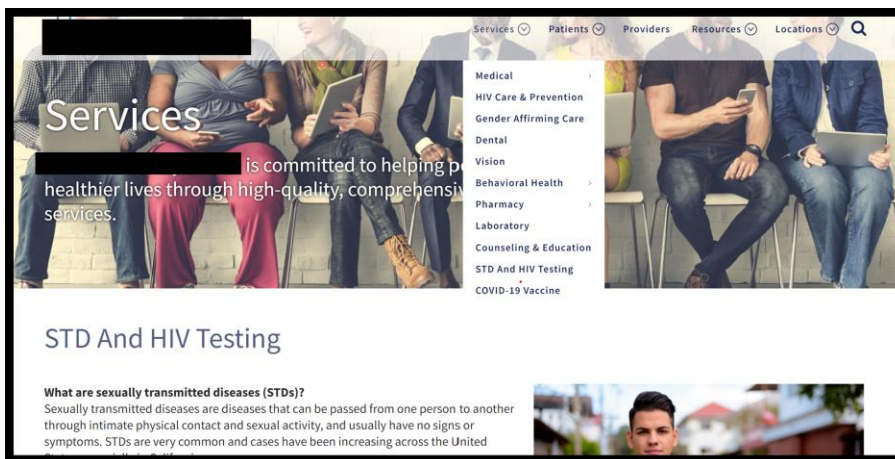 Services Patients Providers Resources Locations
Medical
HIV Care & Prevention
Gender Affirming Care
Dental
Vision
Behavioral Health
Pharmacy
Laboratory
Counseling & Education
STD And HIV Testing
COVID-19 Vaccine
Services
is committed to helping
healthier lives through high-quality,
services.
STD And HIV Testing
What are sexually transmitted diseases (STDs)?
Sexually transmitted diseases are diseases that can be passed from one person to another
through intimate physical contact and sexual activity, and usually have no signs or
symptoms. STDs are very common and cases have been increasing across the United